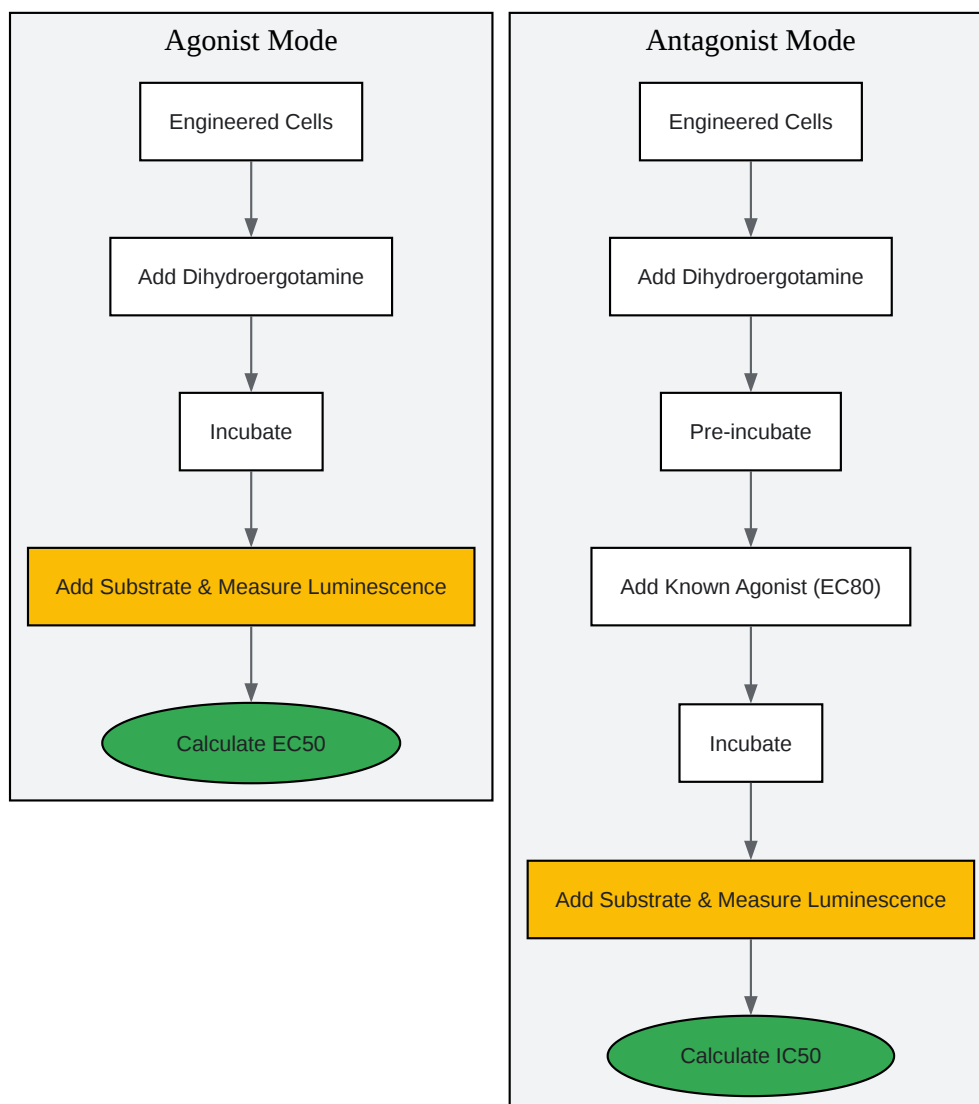 Agonist Mode
Engineered Cells
Add Dihydroergotamine
Incubate
Add Substrate & Measure Luminescence
Calculate EC50
Antagonist Mode
Engineered Cells
Add Dihydroergotamine
Pre-incubate
Add Known Agonist (EC80)
Incubate
Add Substrate & Measure Luminescence
Calculate IC50